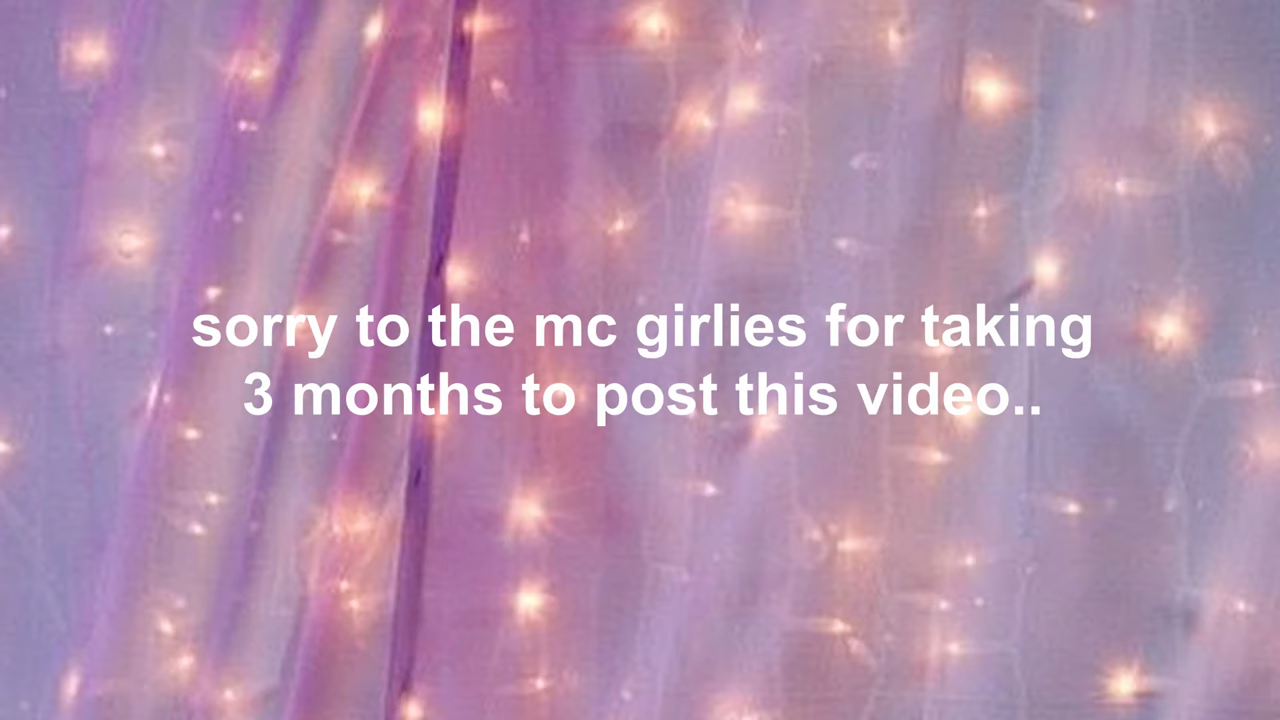 sorry to the mc girlies for taking
3 months to post this video..